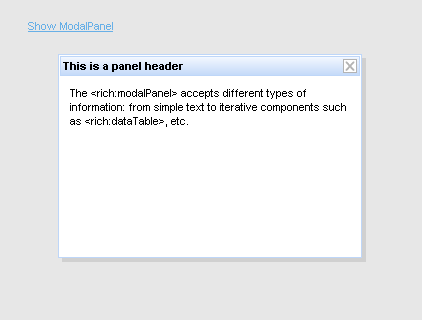 Show ModalPanel
This is a panel header
The <rich:modalPanel> accepts different types of
information: from simple text to iterative components such
as <rich:dataTable>, etc.